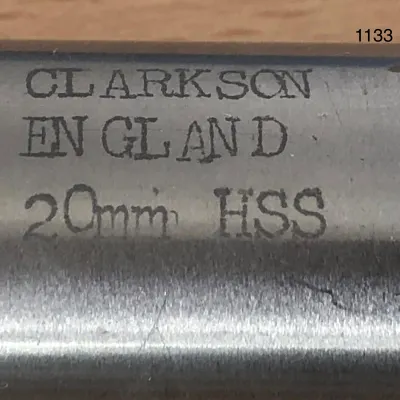 1133
CLARKSON
ENGLAND
20mm HSS